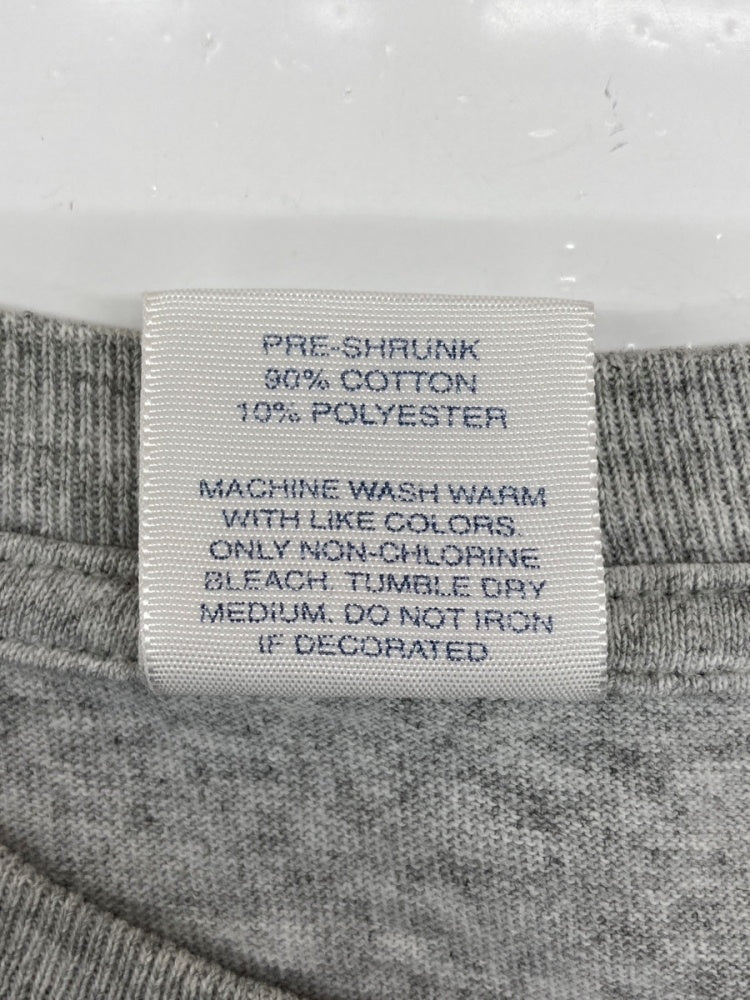 PRE-SHRUNK
90% COTTON
10% POLYESTER
MACHINE WASH WARM
WITH LIKE COLORS.
ONLY NON-CHLORINE
BLEACH. TUMBLE DRY
MEDIUM. DO NOT IRON
IF DECORATED